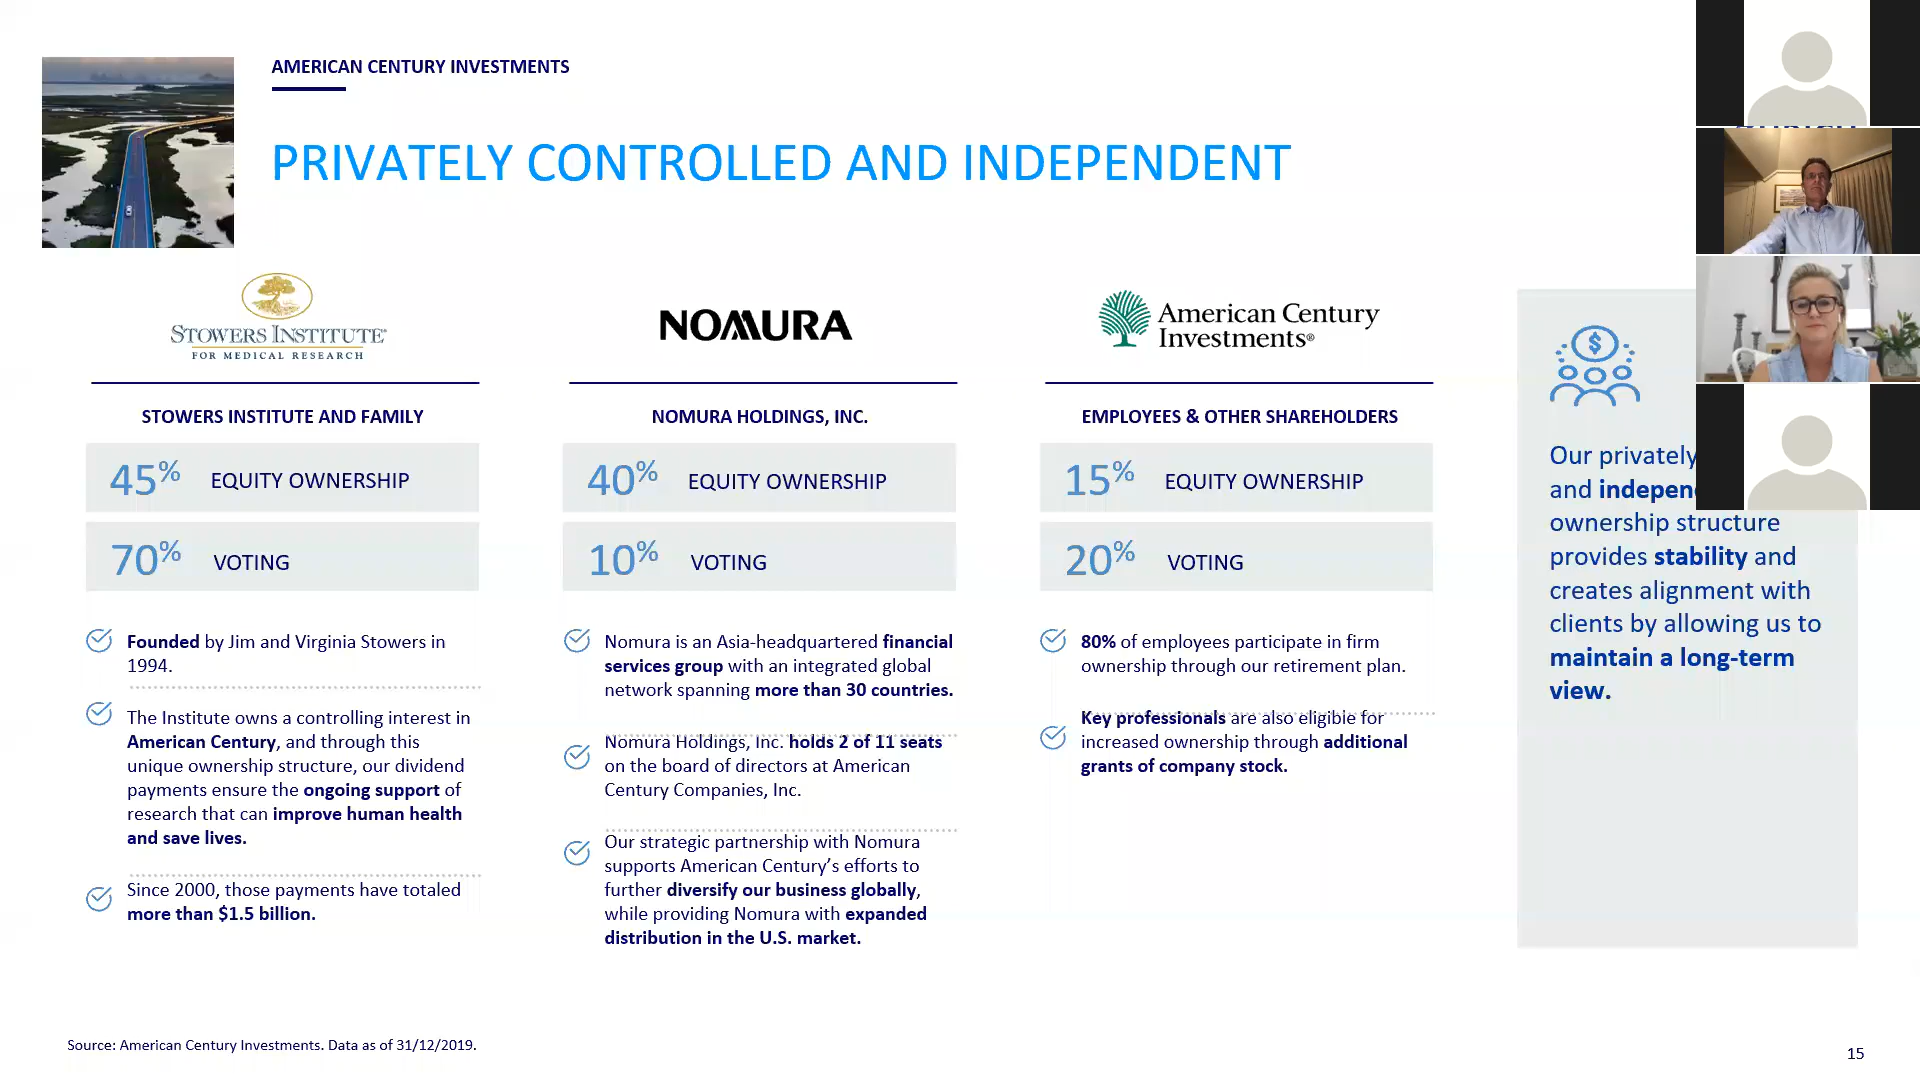 AMERICAN CENTURY INVESTMENTS
PRIVATELY CONTROLLED AND INDEPENDENT
STOWERS INSTITUTE®
FOR MEDICAL RESEARCH
STOWERS INSTITUTE AND FAMILY
45% EQUITY OWNERSHIP
70% VOTING
Founded by Jim and Virginia Stowers in
1994.
The Institute owns a controlling interest in
American Century, and through this
unique ownership structure, our dividend
payments ensure the ongoing support of
research that can improve human health
and save lives.
Since 2000, those payments have totaled
more than $1.5 billion.
NOMURA
NOMURA HOLDINGS, INC.
40% EQUITY OWNERSHIP
10% VOTING
Nomura is an Asia-headquartered financial
services group with an integrated global
network spanning more than 30 countries.
Nomura Holdings, Inc. holds 2 of 11 seats
on the board of directors at American
Century Companies, Inc.
Our strategic partnership with Nomura
supports American Century’s efforts to
further diversify our business globally,
while providing Nomura with expanded
distribution in the U.S. market.
American Century
Investments®
EMPLOYEES & OTHER SHAREHOLDERS
15% EQUITY OWNERSHIP
20% VOTING
80% of employees participate in firm
ownership through our retirement plan.
Key professionals are also eligible for
increased ownership through additional
grants of company stock.
$
Our privately
and
ownership structure
provides stability and
creates alignment with
clients by allowing us to
maintain a long-term
view.
Source: American Century Investments. Data as of 31/12/2019.
15